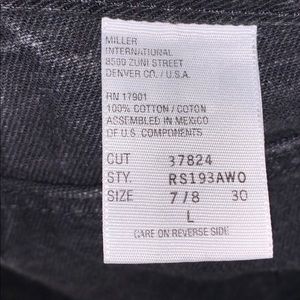 MILLER
INTERNATIONAL
8500 ZUNI STREET
DENVER CO. / U.S.A.
RN 17901
100% COTTON / COTON
ASSEMBLED IN MEXICO
OF U.S. COMPONENTS
CUT 37824
STY. RS193AWO
SIZE 7/8 30
L
CARE ON REVERSE SIDE